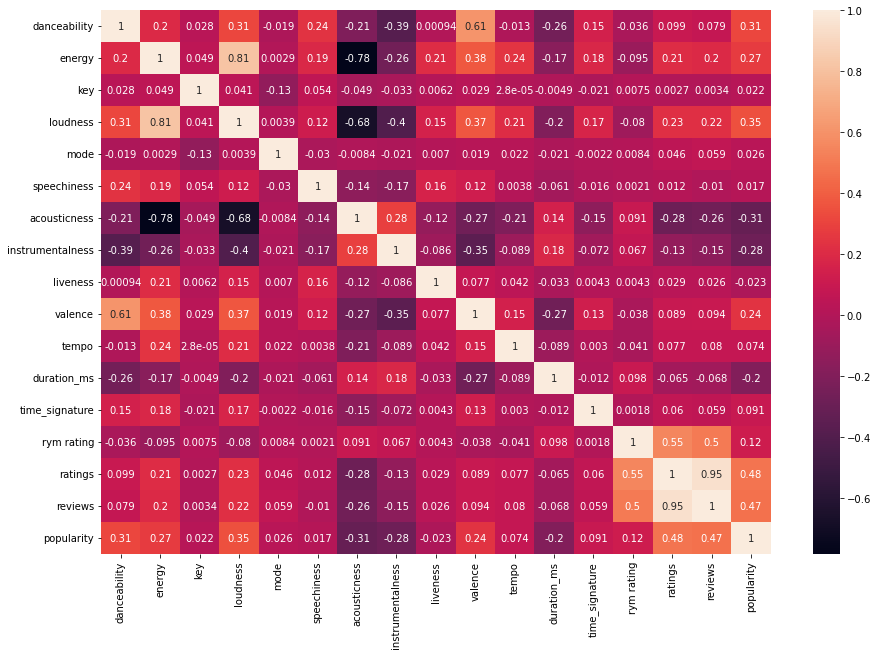 danceability 1 0.2 0.028 0.31 -0.019 0.24 -0.21 -0.39 0.00094 0.61 -0.013 -0.26 0.15 -0.036 0.099 0.079 0.31 1.0
energy 0.2 1 0.049 0.81 0.0029 0.19 -0.78 -0.26 0.21 0.38 0.24 -0.17 0.18 -0.095 0.21 0.2 0.27 0.8
key 0.028 0.049 1 0.041 -0.13 0.054 -0.049 -0.033 0.0062 0.029 2.8e-05 -0.0049 -0.021 0.0075 0.0027 0.0034 0.022
loudness 0.31 0.81 0.041 1 0.0039 0.12 -0.68 -0.4 0.15 0.37 0.21 -0.2 0.17 -0.08 0.23 0.22 0.35 0.6
mode -0.019 0.0029 -0.13 0.0039 1 -0.03 -0.0084 -0.021 0.007 0.019 0.022 -0.021 -0.0022 0.0084 0.046 0.059 0.026
speechiness 0.24 0.19 0.054 0.12 -0.03 1 -0.14 -0.17 0.16 0.12 0.0038 -0.061 -0.016 0.0021 0.012 -0.01 0.017 0.4
acousticness -0.21 -0.78 -0.049 -0.68 -0.0084 -0.14 1 0.28 -0.12 -0.27 -0.21 0.14 -0.15 0.091 -0.28 -0.26 -0.31 0.2
instrumentalness -0.39 -0.26 -0.033 -0.4 -0.021 -0.17 0.28 1 -0.086 -0.35 -0.089 0.18 -0.072 0.067 -0.13 -0.15 -0.28
liveness 0.00094 0.21 0.0062 0.15 0.007 0.16 -0.12 -0.086 1 0.077 0.042 -0.033 0.0043 0.0043 0.029 0.026 -0.023
valence 0.61 0.38 0.029 0.37 0.019 0.12 -0.27 -0.35 0.077 1 0.15 -0.27 0.13 -0.038 0.089 0.094 0.24 0.0
tempo -0.013 0.24 2.8e-05 0.21 0.022 0.0038 -0.21 -0.089 0.042 0.15 1 -0.089 0.003 -0.041 0.077 0.08 0.074
duration_ms -0.26 -0.17 -0.0049 -0.2 -0.021 -0.061 0.14 0.18 -0.033 -0.27 -0.089 1 -0.012 0.098 -0.065 -0.068 -0.2 −0.2
time_signature 0.15 0.18 -0.021 0.17 -0.0022 -0.016 -0.15 -0.072 0.0043 0.13 0.003 -0.012 1 0.0018 0.06 0.059 0.091
rym rating -0.036 -0.095 0.0075 -0.08 0.0084 0.0021 0.091 0.067 0.0043 -0.038 -0.041 0.098 0.0018 1 0.55 0.5 0.12 −0.4
ratings 0.099 0.21 0.0027 0.23 0.046 0.012 -0.28 -0.13 0.029 0.089 0.077 -0.065 0.06 0.55 1 0.95 0.48
reviews 0.079 0.2 0.0034 0.22 0.059 -0.01 -0.26 -0.15 0.026 0.094 0.08 -0.068 0.059 0.5 0.95 1 0.47 −0.6
popularity 0.31 0.27 0.022 0.35 0.026 0.017 -0.31 -0.28 -0.023 0.24 0.074 -0.2 0.091 0.12 0.48 0.47 1
danceability energy key loudness mode speechiness acousticness instrumentalness liveness valence tempo duration_ms time_signature rym rating ratings reviews popularity